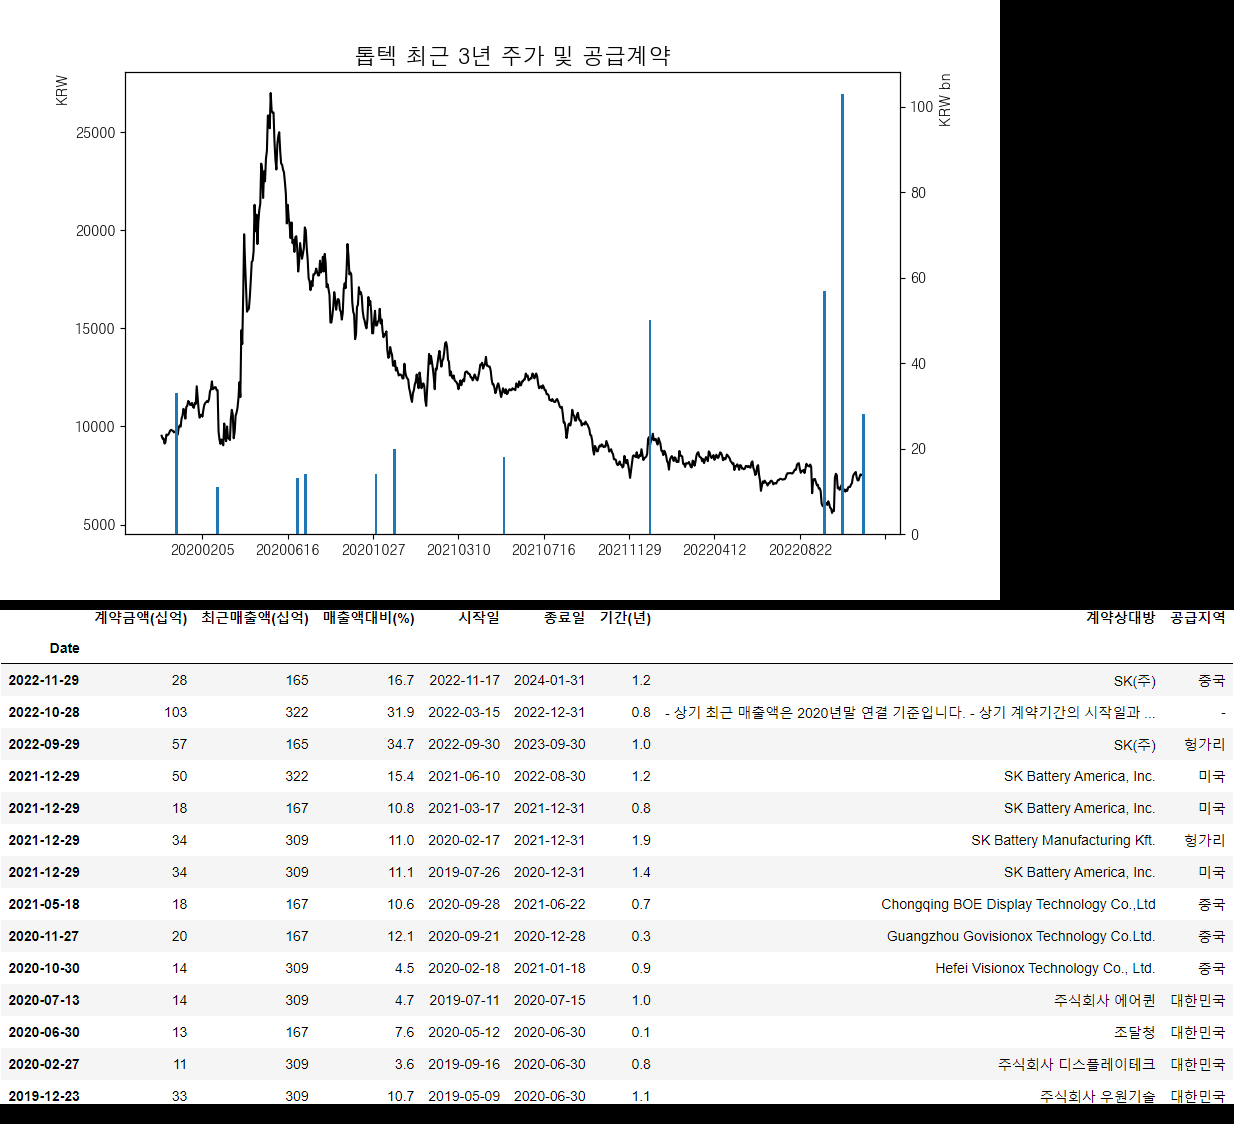 톱텍 최근 3년 주가 및 공급계약
KRW
KRW bn
25000
20000
15000
10000
5000
100
80
60
40
20
0
20200205 20200616 20201027 20210310 20210716 20211129 20220412 20220822
계약금액(십억) 최근매출액(십억) 매출액대비(%) 시작일 종료일 기간(년) 계약상대방 공급지역
Date
2022-11-29 28 165 16.7 2022-11-17 2024-01-31 1.2 SK(주) 중국
2022-10-28 103 322 31.9 2022-03-15 2022-12-31 0.8 - 상기 최근 매출액은 2020년말 연결 기준입니다. - 상기 계약기간의 시작일과 ... -
2022-09-29 57 165 34.7 2022-09-30 2023-09-30 1.0 SK(주) 헝가리
2021-12-29 50 322 15.4 2021-06-10 2022-08-30 1.2 SK Battery America, Inc. 미국
2021-12-29 18 167 10.8 2021-03-17 2021-12-31 0.8 SK Battery America, Inc. 미국
2021-12-29 34 309 11.0 2020-02-17 2021-12-31 1.9 SK Battery Manufacturing Kft. 헝가리
2021-12-29 34 309 11.1 2019-07-26 2020-12-31 1.4 SK Battery America, Inc. 미국
2021-05-18 18 167 10.6 2020-09-28 2021-06-22 0.7 Chongqing BOE Display Technology Co.,Ltd 중국
2020-11-27 20 167 12.1 2020-09-21 2020-12-28 0.3 Guangzhou Govisionox Technology Co.Ltd. 중국
2020-10-30 14 309 4.5 2020-02-18 2021-01-18 0.9 Hefei Visionox Technology Co., Ltd. 중국
2020-07-13 14 309 4.7 2019-07-11 2020-07-15 1.0 주식회사 에어퀸 대한민국
2020-06-30 13 167 7.6 2020-05-12 2020-06-30 0.1 조달청 대한민국
2020-02-27 11 309 3.6 2019-09-16 2020-06-30 0.8 주식회사 디스플레이테크 대한민국
2019-12-23 33 309 10.7 2019-05-09 2020-06-30 1.1 주식회사 우원기술 대한민국